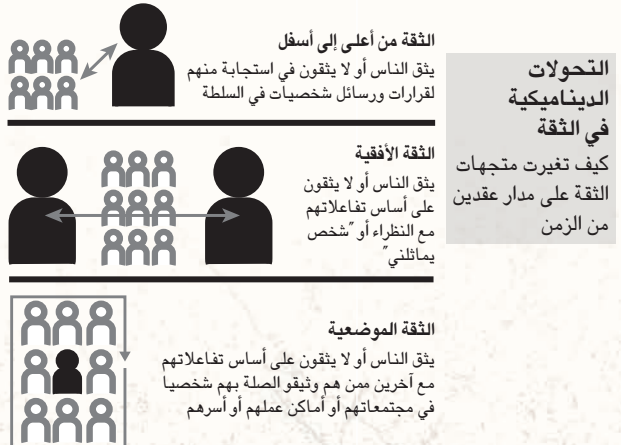 التحولات
الديناميكية
في الثقة
كيف تغيرت متجهات
الثقة على مدار عقدين
من الزمن
الثقة من أعلى إلى أسفل
يثق الناس أو لا يثقون في استجابة منهم
لقرارات ورسائل شخصيات في السلطة
الثقة الأفقية
يثق الناس أو لا يثقون
على أساس تفاعلاتهم
مع النظراء أو "شخص
يماثلني"
الثقة الموضعية
يثق الناس أو لا يثقون على أساس تفاعلاتهم
مع آخرين ممن هم وثيقو الصلة بهم شخصيا
في مجتمعاتهم أو أماكن عملهم أو أسرهم